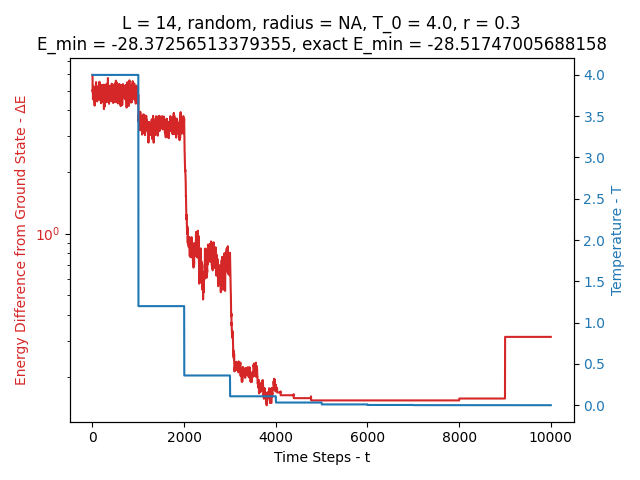 L = 14, random, radius = NA, T_0 = 4.0, r = 0.3
E_min = -28.37256513379355, exact E_min = -28.51747005688158
Energy Difference from Ground State - ΔE
10⁰
4.0
3.5
3.0
2.5
2.0
1.5
1.0
0.5
0.0
Temperature - T
0 2000 4000 6000 8000 10000
Time Steps - t